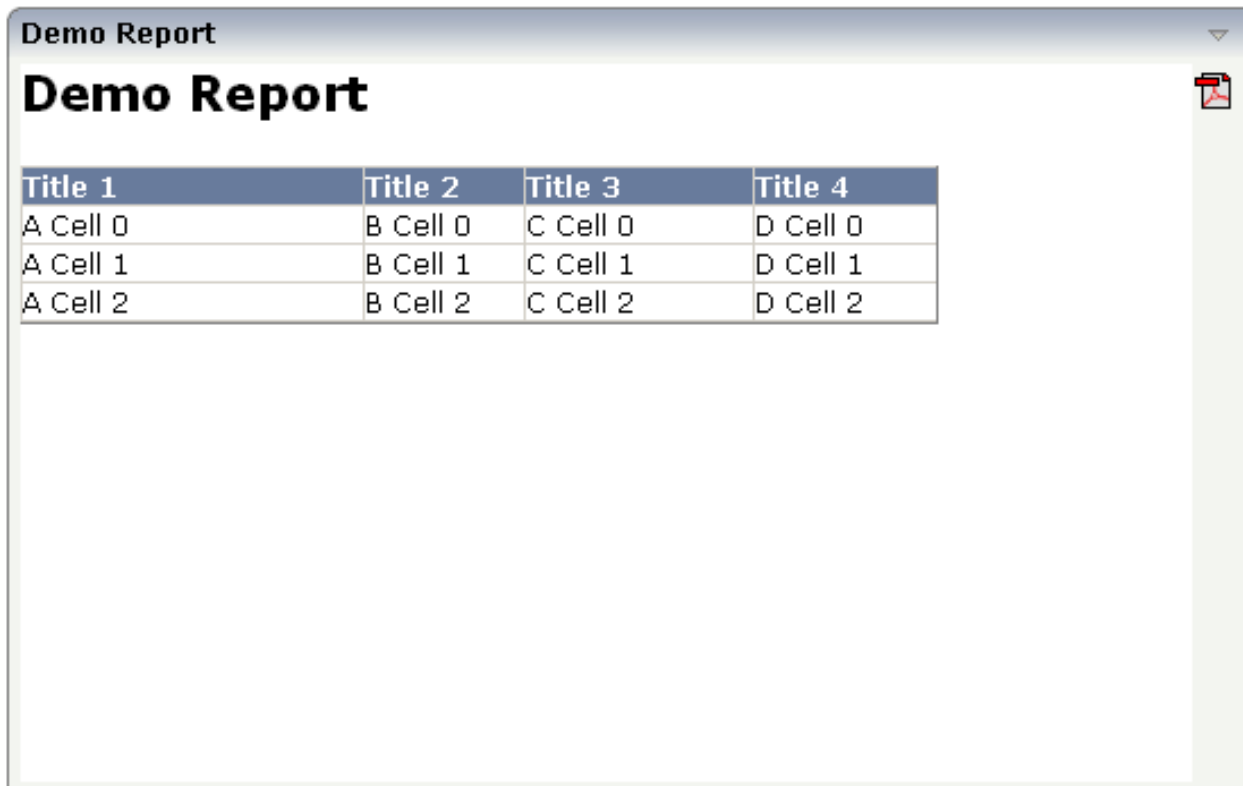 Demo Report
Demo Report
Title 1 Title 2 Title 3 Title 4
A Cell 0 B Cell 0 C Cell 0 D Cell 0
A Cell 1 B Cell 1 C Cell 1 D Cell 1
A Cell 2 B Cell 2 C Cell 2 D Cell 2